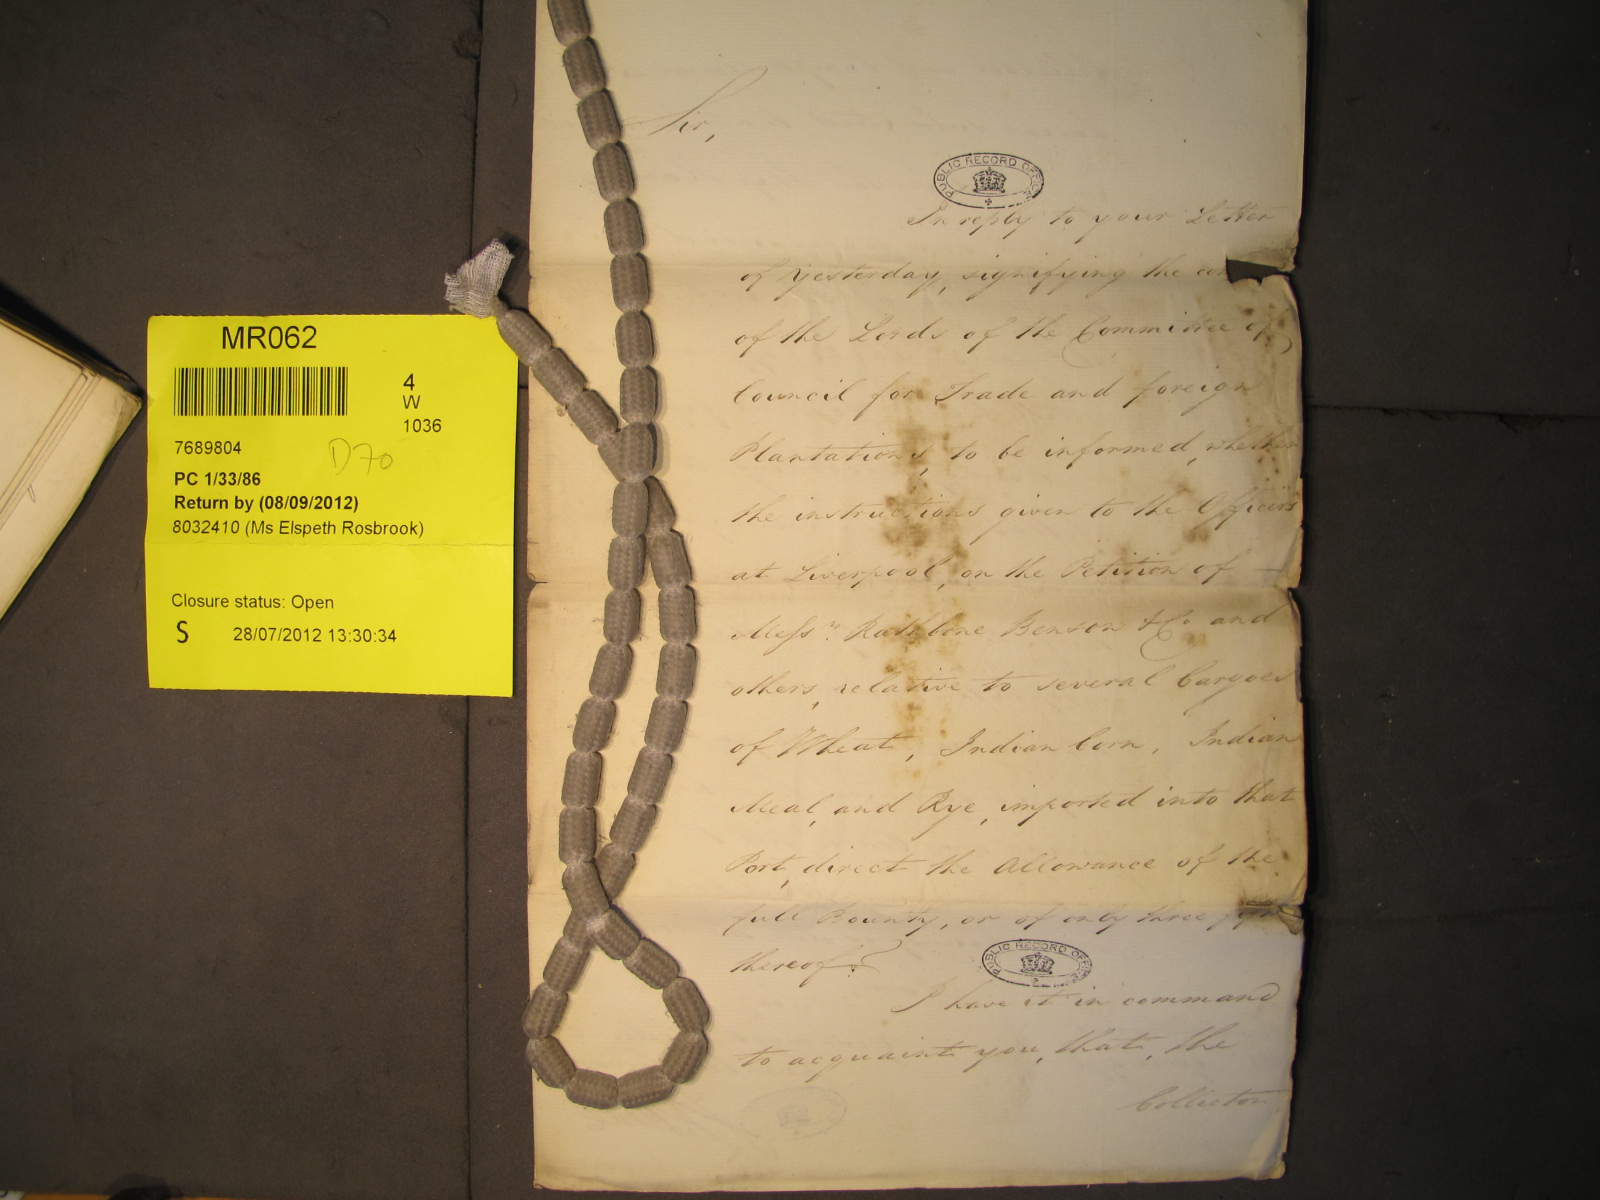 MR062
4
W
1036
7689804
D70
PC 1/33/86
Return by (08/09/2012)
8032410 (Ms Elspeth Rosbrook)
Closure status: Open
S 28/07/2012 13:30:34
Sir,
PUBLIC RECORD OFFICE
In reply to your Letter
of yesterday, signifying the
of the Lords of the Committee of
Council for Trade and foreign
Plantations, to be informed, whether
the instructions given to the Officers
at Liverpool, on the Petition of —
Mess.rs Rathbone Benson & Co and
others, relative to several Cargoes
of Wheat, Indian Corn, Indian
Meal, and Rye, imported into that
Port, direct the Allowance of the
full Bounty, or of only three
thereof
PUBLIC RECORD OFFICE
I have it in command
to acquaint you, that, the
Collector